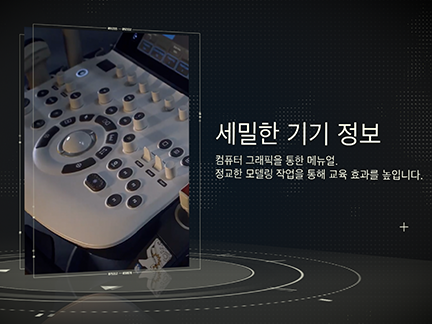 세밀한 기기 정보
컴퓨터 그래픽을 통한 메뉴얼.
정교한 모델링 작업을 통해 교육 효과를 높입니다.